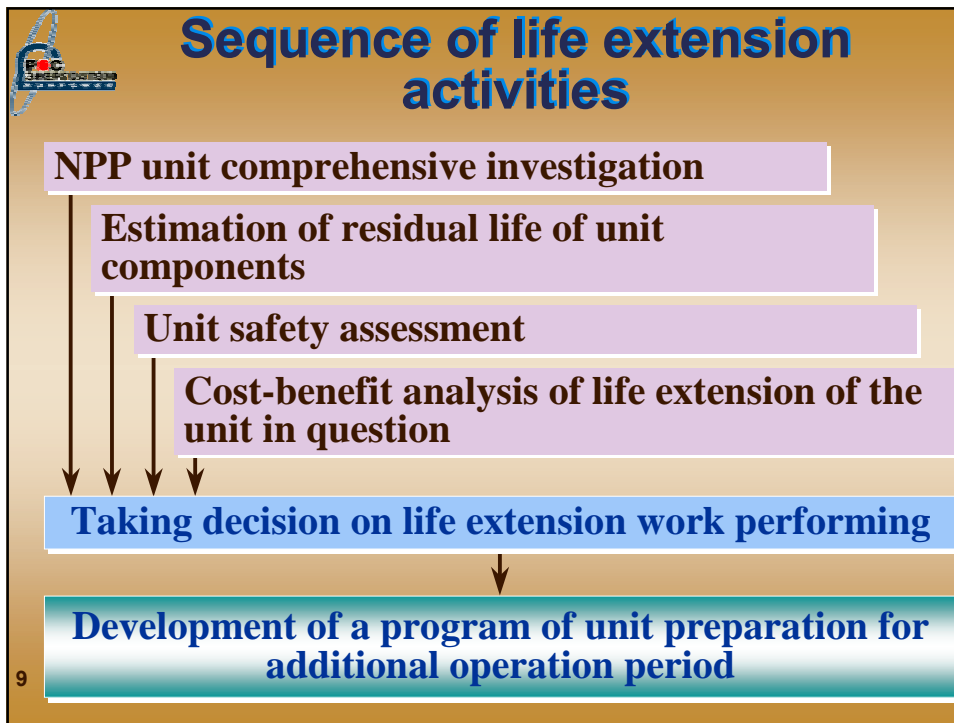 Sequence of life extension
activities
NPP unit comprehensive investigation
Estimation of residual life of unit
components
Unit safety assessment
Cost-benefit analysis of life extension of the
unit in question
Taking decision on life extension work performing
Development of a program of unit preparation for
additional operation period
9